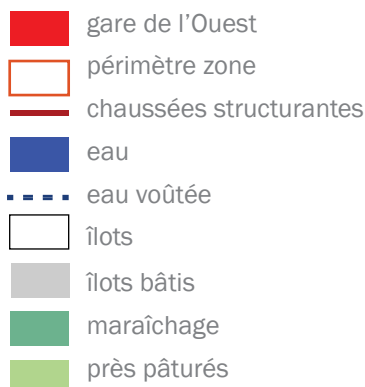 gare de l’Ouest
périmètre zone
chaussées structurantes
eau
eau voûtée
îlots
îlots bâtis
maraîchage
près pâturés